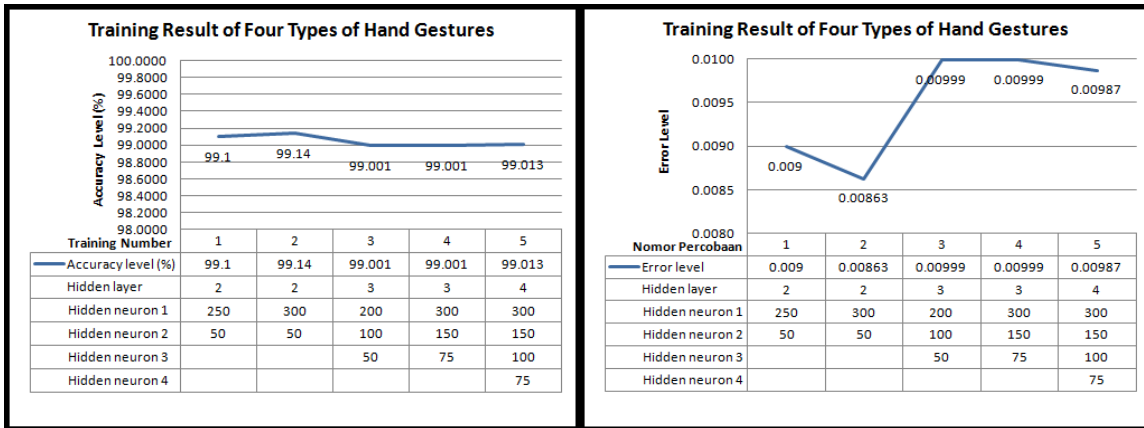 Training Result of Four Types of Hand Gestures
100.0000
99.8000
99.6000
99.4000
99.2000
99.0000
98.8000
98.6000
98.4000
98.2000
98.0000
Accuracy Level (%)
99.1
99.14
99.001
99.001
99.013
Training Number 1 2 3 4 5
Accuracy level (%) 99.1 99.14 99.001 99.001 99.013
Hidden layer 2 2 3 3 4
Hidden neuron 1 250 300 200 300 300
Hidden neuron 2 50 50 100 150 150
Hidden neuron 3 50 75 100
Hidden neuron 4 75
Training Result of Four Types of Hand Gestures
0.0100
0.0095
0.0090
0.0085
0.0080
Error Level
0.009
0.00863
0.00999
0.00999
0.00987
Nomor Percobaan 1 2 3 4 5
Error level 0.009 0.00863 0.00999 0.00999 0.00987
Hidden layer 2 2 3 3 4
Hidden neuron 1 250 300 200 300 300
Hidden neuron 2 50 50 100 150 150
Hidden neuron 3 50 75 100
Hidden neuron 4 75